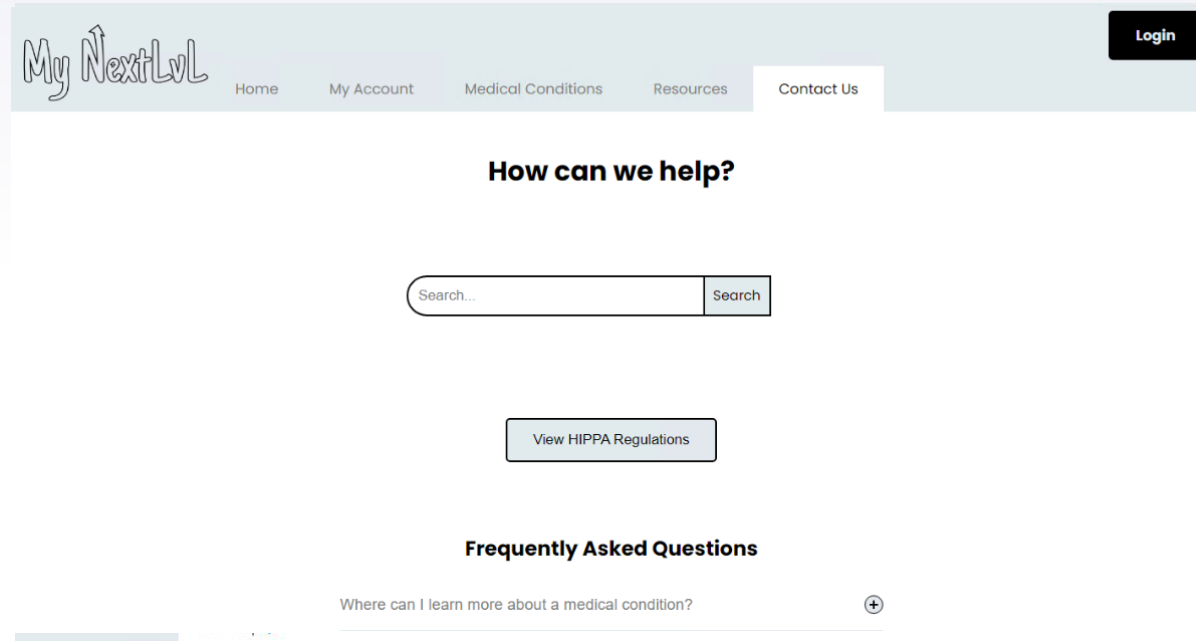 Login
My NextLvL
Home My Account Medical Conditions Resources Contact Us
How can we help?
Search... Search
View HIPPA Regulations
Frequently Asked Questions
Where can I learn more about a medical condition?